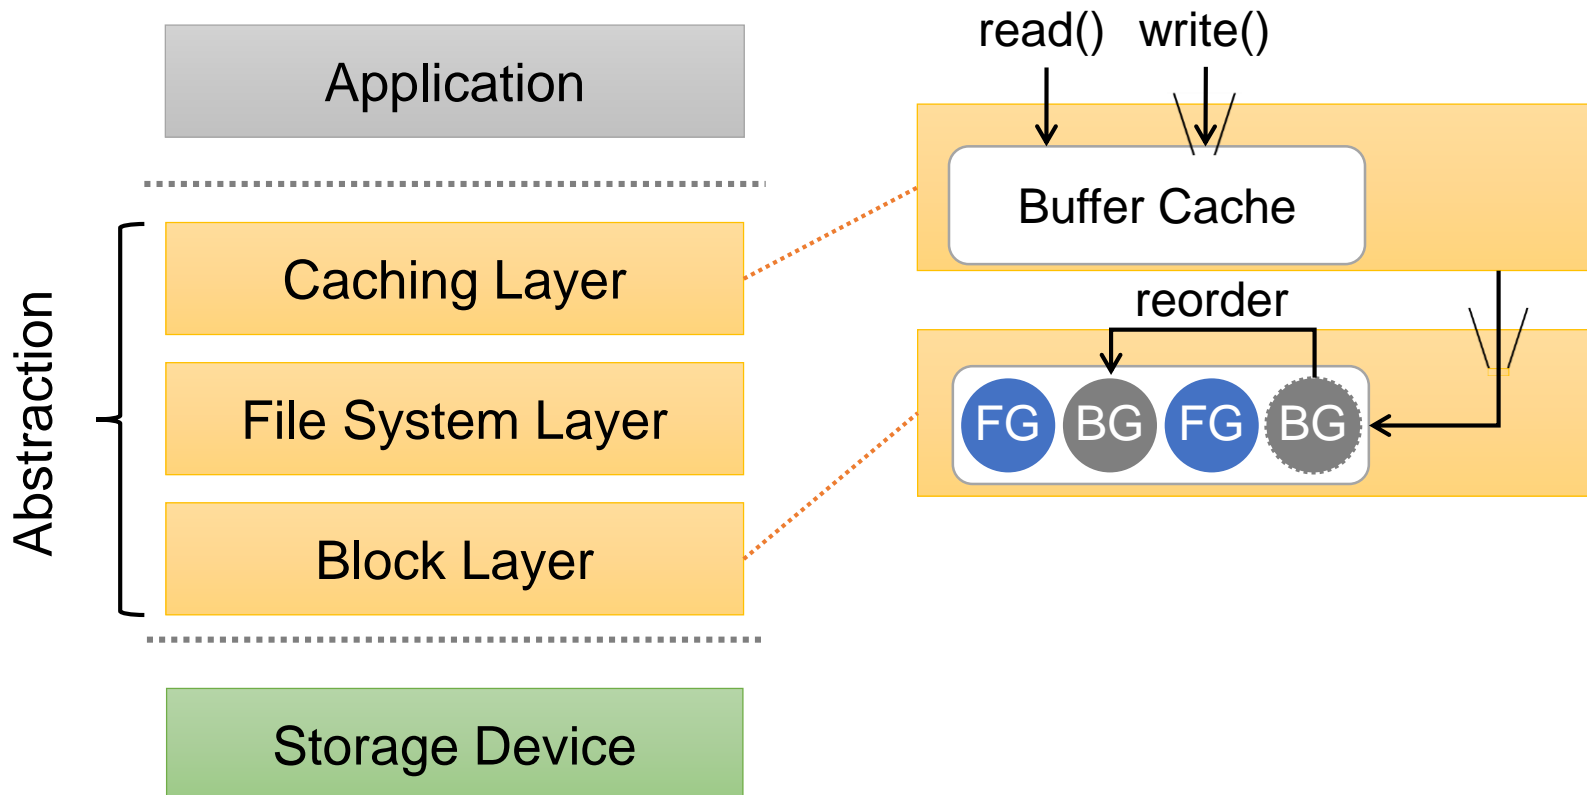 Application
Abstraction
Caching Layer
File System Layer
Block Layer
Storage Device
read() write()
Buffer Cache
reorder
FG BG FG BG